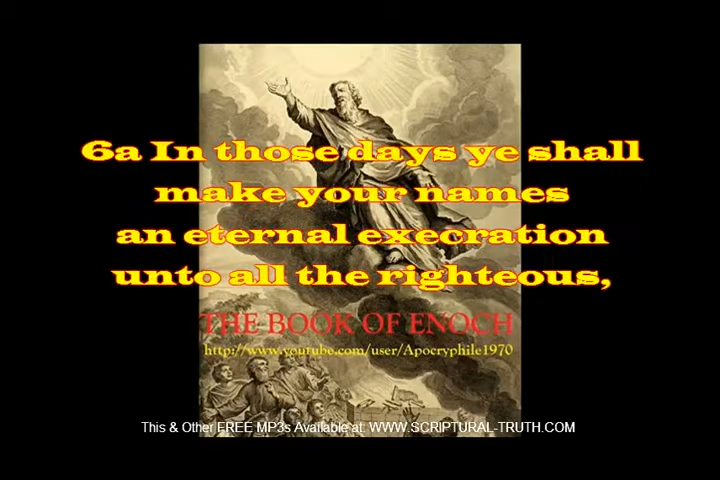 6a In those days ye shall
make your names
an eternal execration
unto all the righteous,
THE BOOK OF ENOCH
http://www.youtube.com/user/Apocryphile1970
This & Other FREE MP3s Available at: WWW.SCRIPTURAL-TRUTH.COM